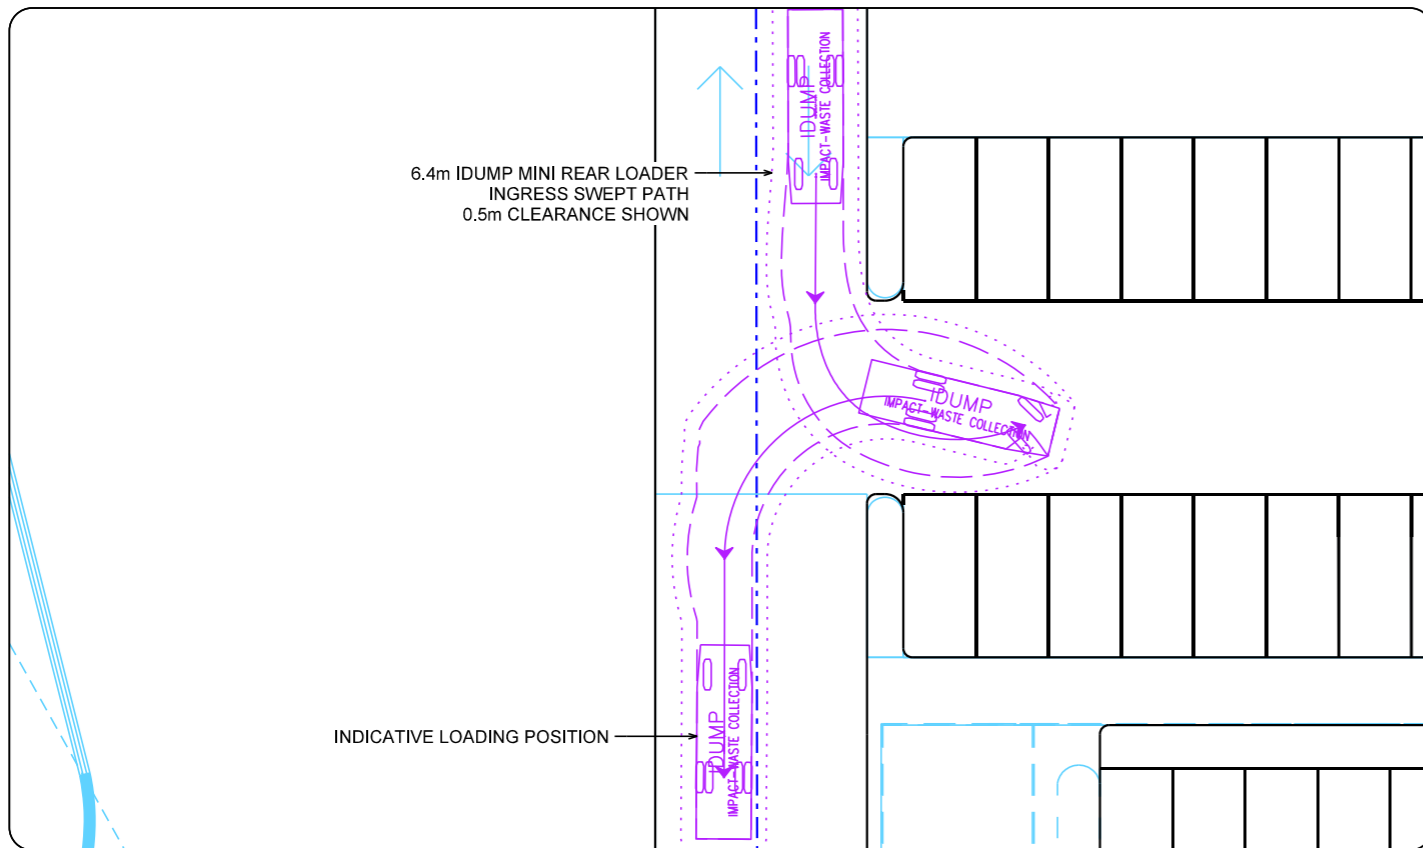 IDUMP
IMPACT-WASTE COLLECTION
6.4m IDUMP MINI REAR LOADER
INGRESS SWEPT PATH
0.5m CLEARANCE SHOWN
IDUMP
IMPACT-WASTE COLLECTION
INDICATIVE LOADING POSITION
IDUMP
IMPACT-WASTE COLLECTION